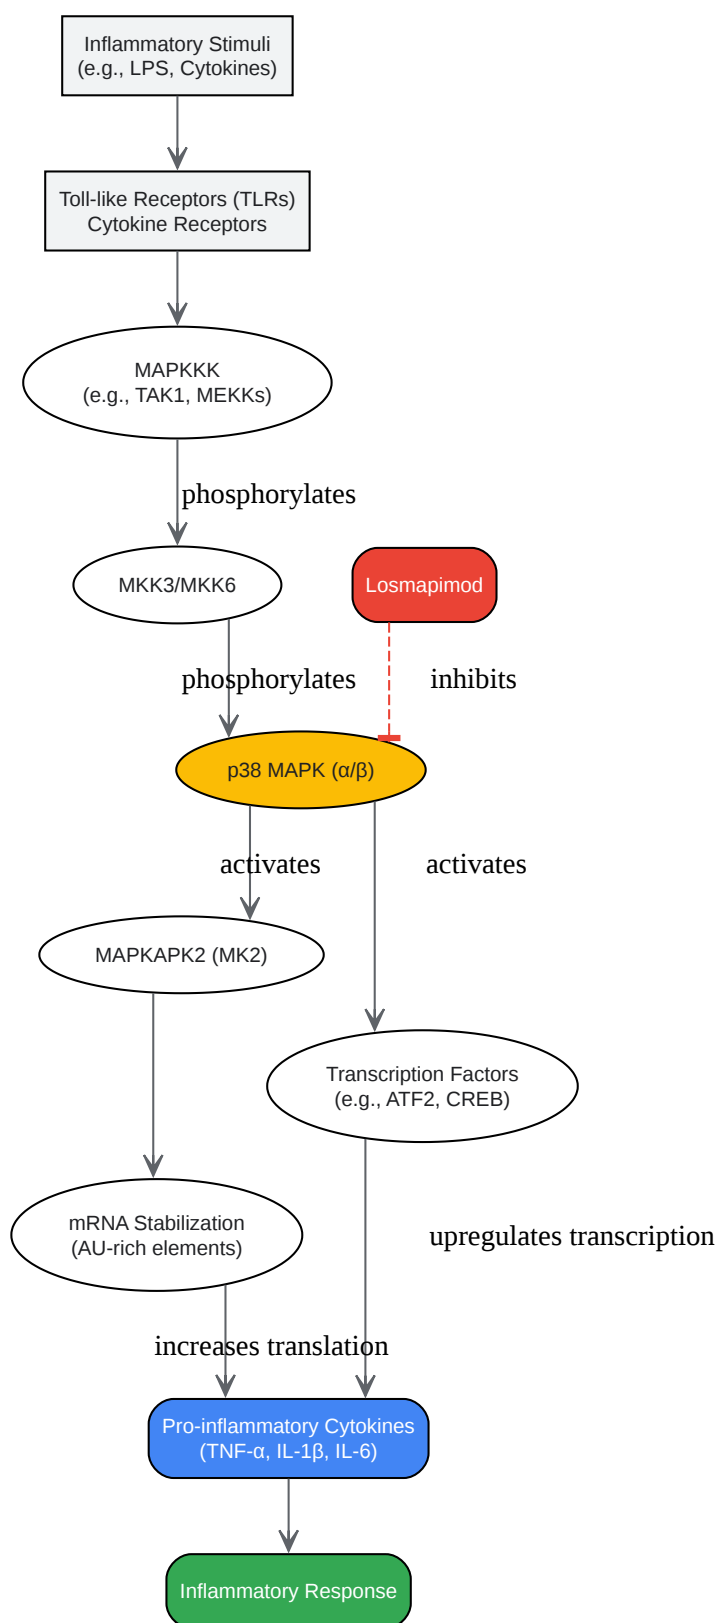 Inflammatory Stimuli
(e.g., LPS, Cytokines)
Toll-like Receptors (TLRs)
Cytokine Receptors
MAPKKK
(e.g., TAK1, MEKKs)
phosphorylates
MKK3/MKK6
Losmapimod
phosphorylates
inhibits
p38 MAPK (α/β)
activates
activates
MAPKAPK2 (MK2)
Transcription Factors
(e.g., ATF2, CREB)
mRNA Stabilization
(AU-rich elements)
upregulates transcription
increases translation
Pro-inflammatory Cytokines
(TNF-α, IL-1β, IL-6)
Inflammatory Response